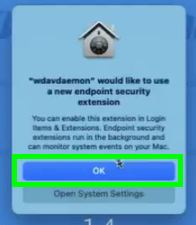 "wdavdaemon" would like to use
a new endpoint security
extension
You can enable this extension in Login
Items & Extensions. Endpoint security
extensions run in the background and
can monitor system events on your Mac.
OK
Open System Settings